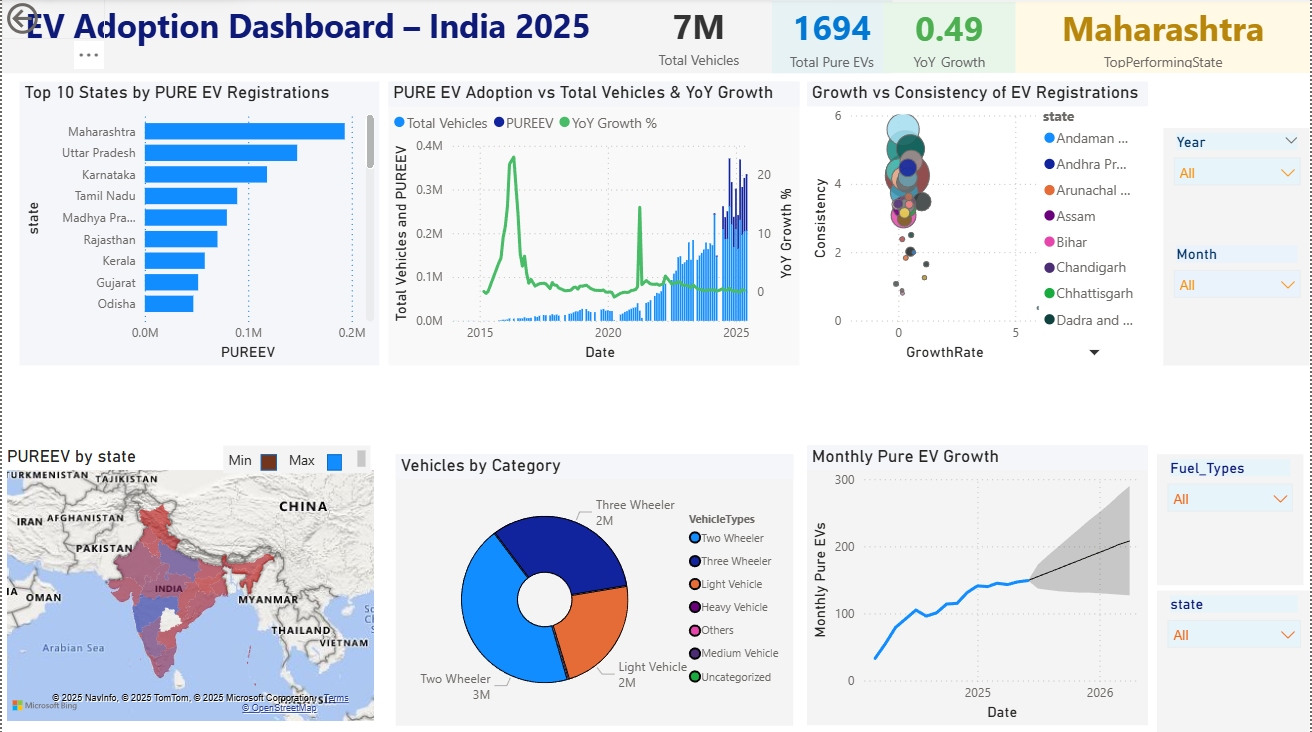 EV Adoption Dashboard – India 2025
...
7M
Total Vehicles
1694
Total Pure EVs
0.49
YoY Growth
Maharashtra
TopPerformingState
Top 10 States by PURE EV Registrations
state
Maharashtra
Uttar Pradesh
Karnataka
Tamil Nadu
Madhya Pra...
Rajasthan
Kerala
Gujarat
Odisha
0.0M 0.1M 0.2M
PUREEV
PURE EV Adoption vs Total Vehicles & YoY Growth
Total Vehicles PUREEV YoY Growth %
Total Vehicles and PUREEV
0.4M
0.3M
0.2M
0.1M
0.0M
20
10
0
YoY Growth %
2015 2020 2025
Date
Growth vs Consistency of EV Registrations
Consistency
6
4
2
0
0 5
GrowthRate
state
Andaman ...
Andhra Pr...
Arunachal ...
Assam
Bihar
Chandigarh
Chhattisgarh
Dadra and ...
Year
All
Month
All
PUREEV by state
Min Max
TURKMENISTAN
TAJIKISTAN
CHINA
IRAN
AFGHANISTAN
PAKISTAN
OMAN
INDIA
MYANMAR
THAILAND
VIETNAM
Arabian Sea
© 2025 NavInfo, © 2025 TomTom, © 2025 Microsoft Corporation, Terms
© OpenStreetMap
Microsoft Bing
Vehicles by Category
Three Wheeler
2M
Light Vehicle
2M
Two Wheeler
3M
VehicleTypes
Two Wheeler
Three Wheeler
Light Vehicle
Heavy Vehicle
Others
Medium Vehicle
Uncategorized
Monthly Pure EV Growth
Monthly Pure EVs
300
200
100
0
2025 2026
Date
Fuel_Types
All
state
All